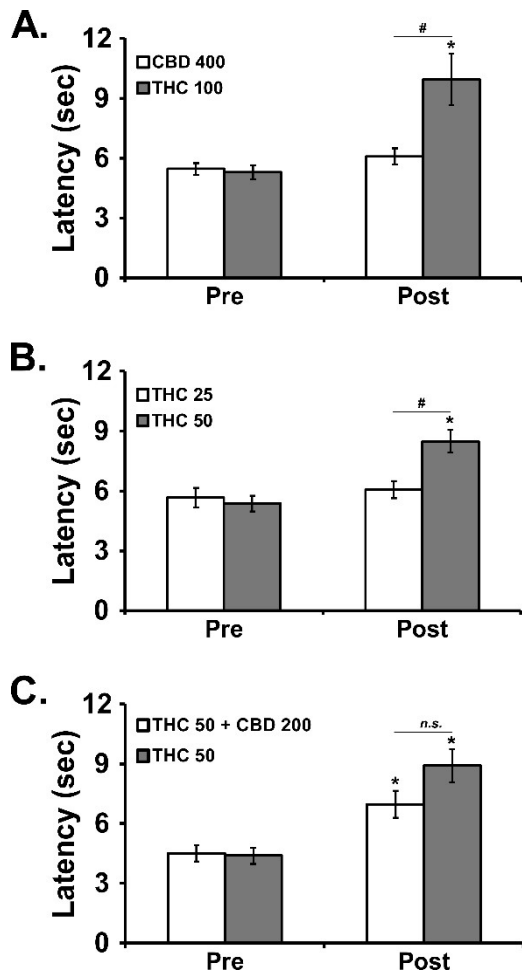 A.
Latency (sec)
12
9
6
3
0
CBD 400
THC 100
#
*
Pre
Post
B.
Latency (sec)
12
9
6
3
0
THC 25
THC 50
#
*
Pre
Post
C.
Latency (sec)
12
9
6
3
0
THC 50 + CBD 200
THC 50
n.s.
*
*
Pre
Post